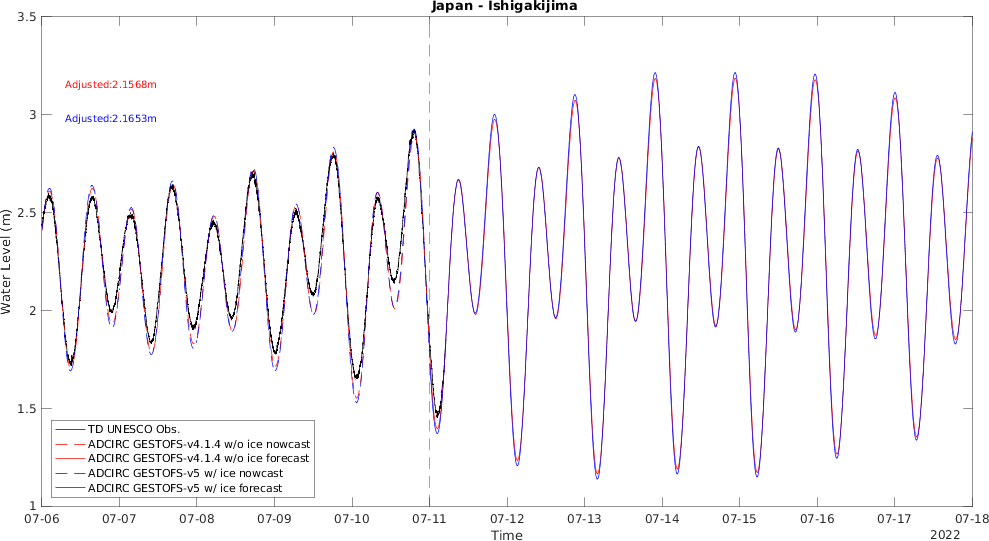 Japan - Ishigakijima
3.5
3
2.5
2
1.5
1
Water Level (m)
Adjusted:2.1568m
Adjusted:2.1653m
TD UNESCO Obs.
ADCIRC GESTOFS-v4.1.4 w/o ice nowcast
ADCIRC GESTOFS-v4.1.4 w/o ice forecast
ADCIRC GESTOFS-v5 w/ ice nowcast
ADCIRC GESTOFS-v5 w/ ice forecast
07-06 07-07 07-08 07-09 07-10 07-11 07-12 07-13 07-14 07-15 07-16 07-17 07-18
Time
2022